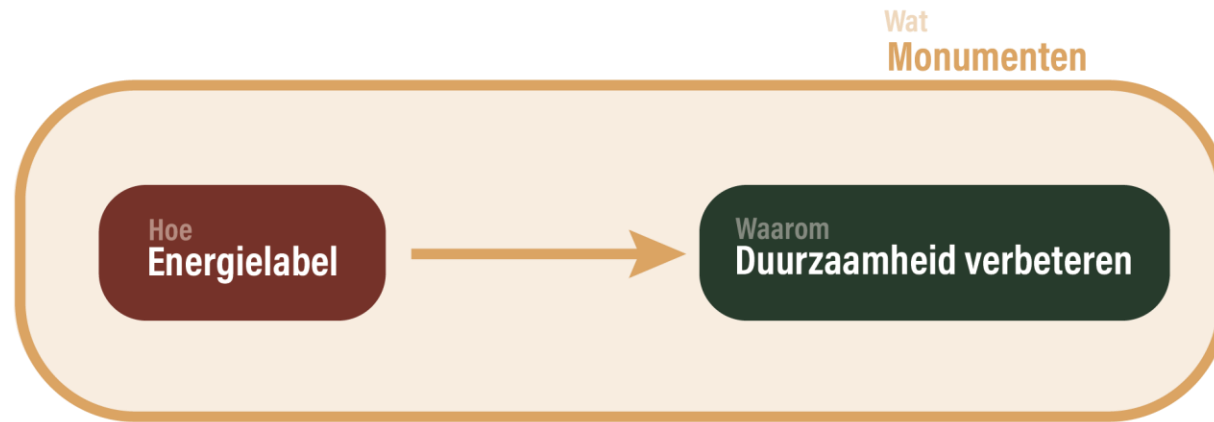 Wat
Monumenten
Hoe
Energielabel
Waarom
Duurzaamheid verbeteren